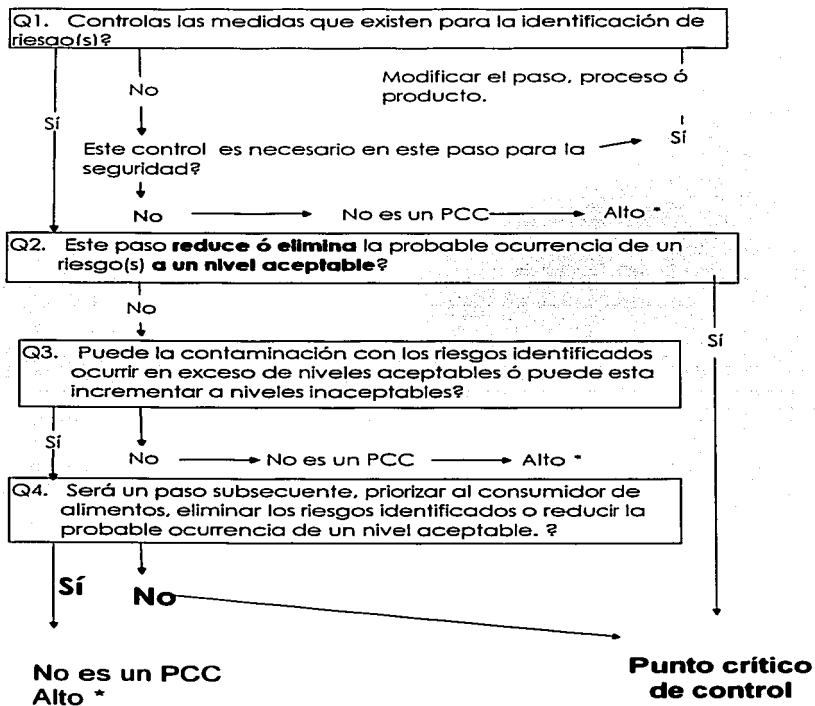 Q1. Controlas las medidas que existen para la identificación de
riesgo(s)?
No
Modificar el paso, proceso ó
producto.
Sí
Este control es necesario en este paso para la
seguridad?
Sí
No
No es un PCC
Alto *
Q2. Este paso reduce ó elimina la probable ocurrencia de un
riesgo(s) a un nivel aceptable?
No
Sí
Q3. Puede la contaminación con los riesgos identificados
ocurrir en exceso de niveles aceptables ó puede esta
incrementar a niveles inaceptables?
Sí
No
No es un PCC
Alto *
Q4. Será un paso subsecuente, priorizar al consumidor de
alimentos, eliminar los riesgos identificados o reducir la
probable ocurrencia de un nivel aceptable. ?
Sí
No
No es un PCC
Alto *
Punto crítico
de control